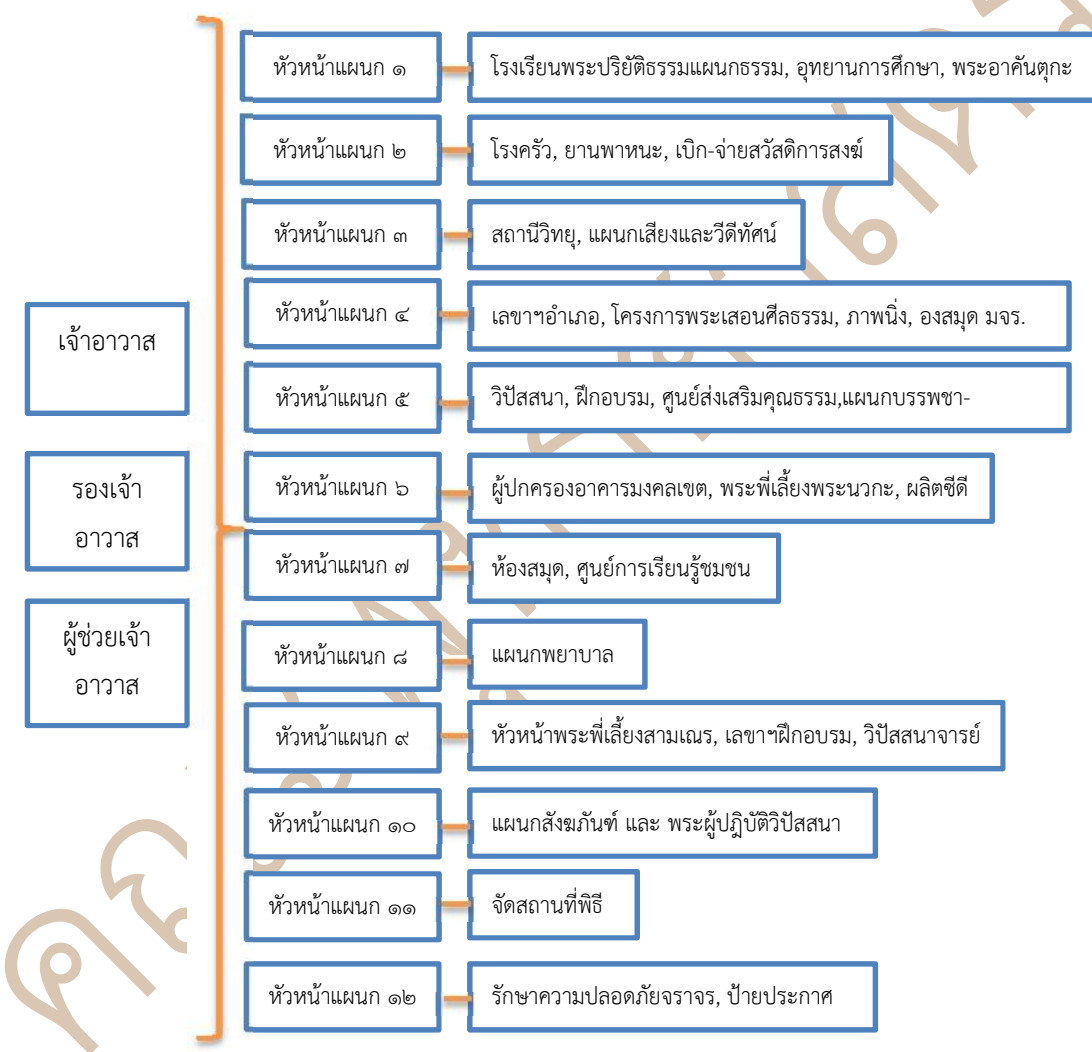 เจ้าอาวาส
รองเจ้า
อาวาส
ผู้ช่วยเจ้า
อาวาส
หัวหน้าแผนก ๑
โรงเรียนพระปริยัติธรรมแผนกธรรม, อุทยานการศึกษา, พระอาคันตุกะ
หัวหน้าแผนก ๒
โรงครัว, ยานพาหนะ, เบิก-จ่ายสวัสดิการสงฆ์
หัวหน้าแผนก ๓
สถานีวิทยุ, แผนกเสียงและวีดีทัศน์
หัวหน้าแผนก ๔
เลขาฯอำเภอ, โครงการพระเสอนศีลธรรม, ภาพนิ่ง, องสมุด มจร.
หัวหน้าแผนก ๕
วิปัสสนา, ฝึกอบรม, ศูนย์ส่งเสริมคุณธรรม,แผนกบรรพชา-
หัวหน้าแผนก ๖
ผู้ปกครองอาคารมงคลเขต, พระพี่เลี้ยงพระนวกะ, ผลิตซีดี
หัวหน้าแผนก ๗
ห้องสมุด, ศูนย์การเรียนรู้ชมชน
หัวหน้าแผนก ๘
แผนกพยาบาล
หัวหน้าแผนก ๙
หัวหน้าพระพี่เลี้ยงสามเณร, เลขาฯฝึกอบรม, วิปัสสนาจารย์
หัวหน้าแผนก ๑๐
แผนกสังฆภันฑ์ และ พระผู้ปฏิบัติวิปัสสนา
หัวหน้าแผนก ๑๑
จัดสถานที่พิธี
หัวหน้าแผนก ๑๒
รักษาความปลอดภัยจราจร, ป้ายประกาศ